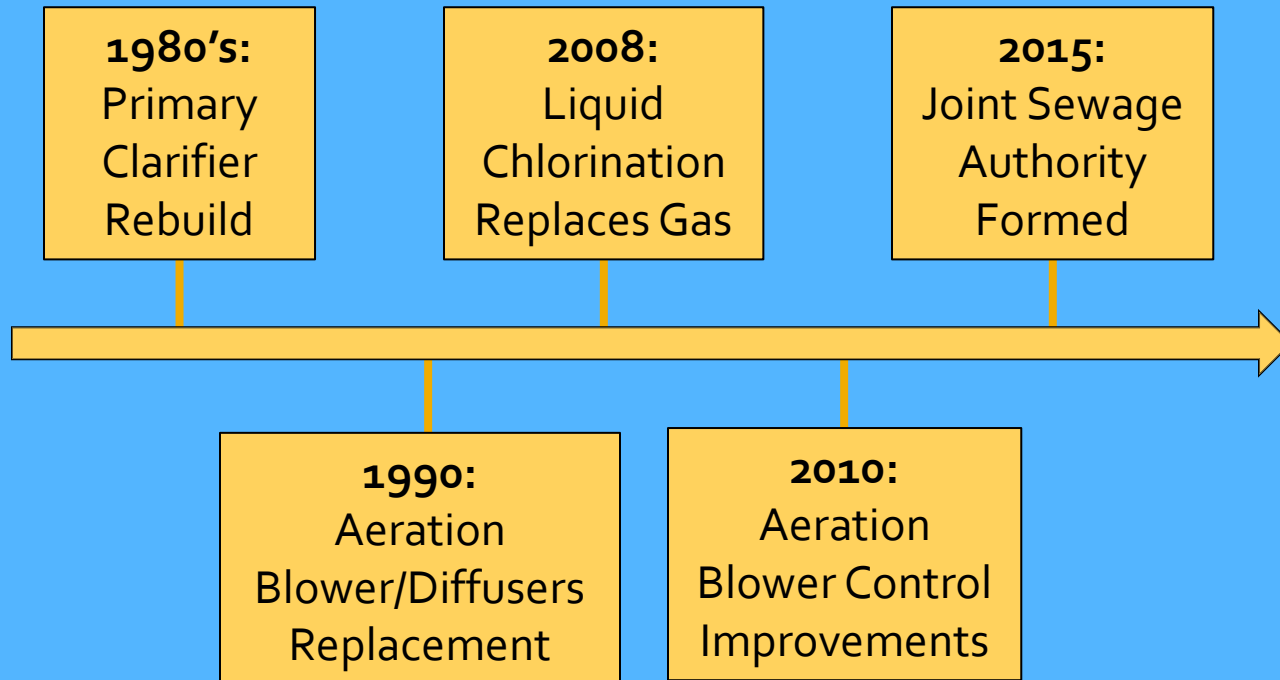 1980's:
Primary
Clarifier
Rebuild
2008:
Liquid
Chlorination
Replaces Gas
2015:
Joint Sewage
Authority
Formed
1990:
Aeration
Blower/Diffusers
Replacement
2010:
Aeration
Blower Control
Improvements